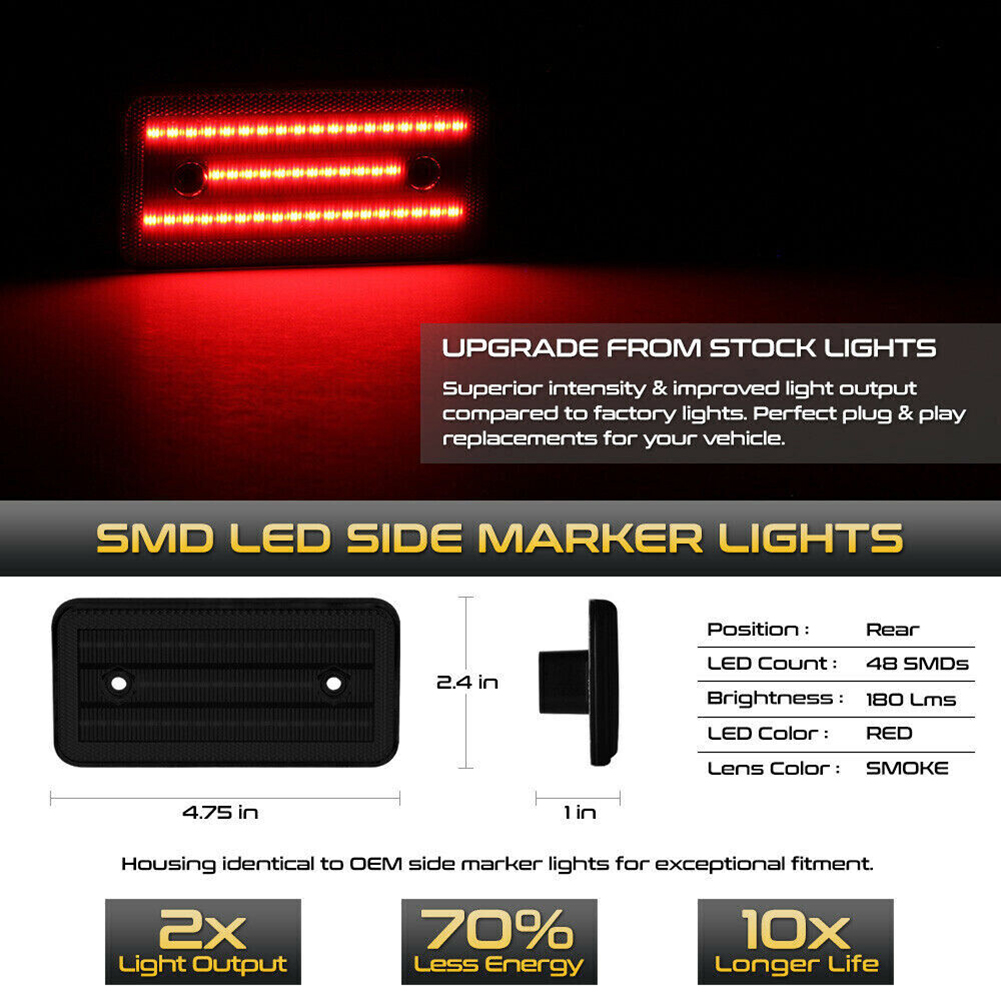 UPGRADE FROM STOCK LIGHTS
Superior intensity & improved light output
compared to factory lights. Perfect plug & play
replacements for your vehicle.
SMD LED SIDE MARKER LIGHTS
2.4 in
4.75 in
1 in
Position : Rear
LED Count : 48 SMDs
Brightness : 180 Lms
LED Color : RED
Lens Color : SMOKE
Housing identical to OEM side marker lights for exceptional fitment.
2x
Light Output
70%
Less Energy
10x
Longer Life